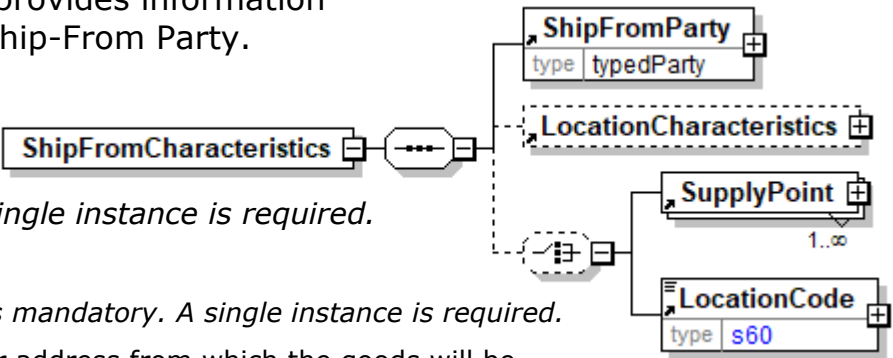 provides information
hip-From Party.
ShipFromParty
type typedParty
LocationCharacteristics
ShipFromCharacteristics
SupplyPoint
ingle instance is required.
1..∞
s mandatory. A single instance is required.
LocationCode
type s60
r address from which the goods will be